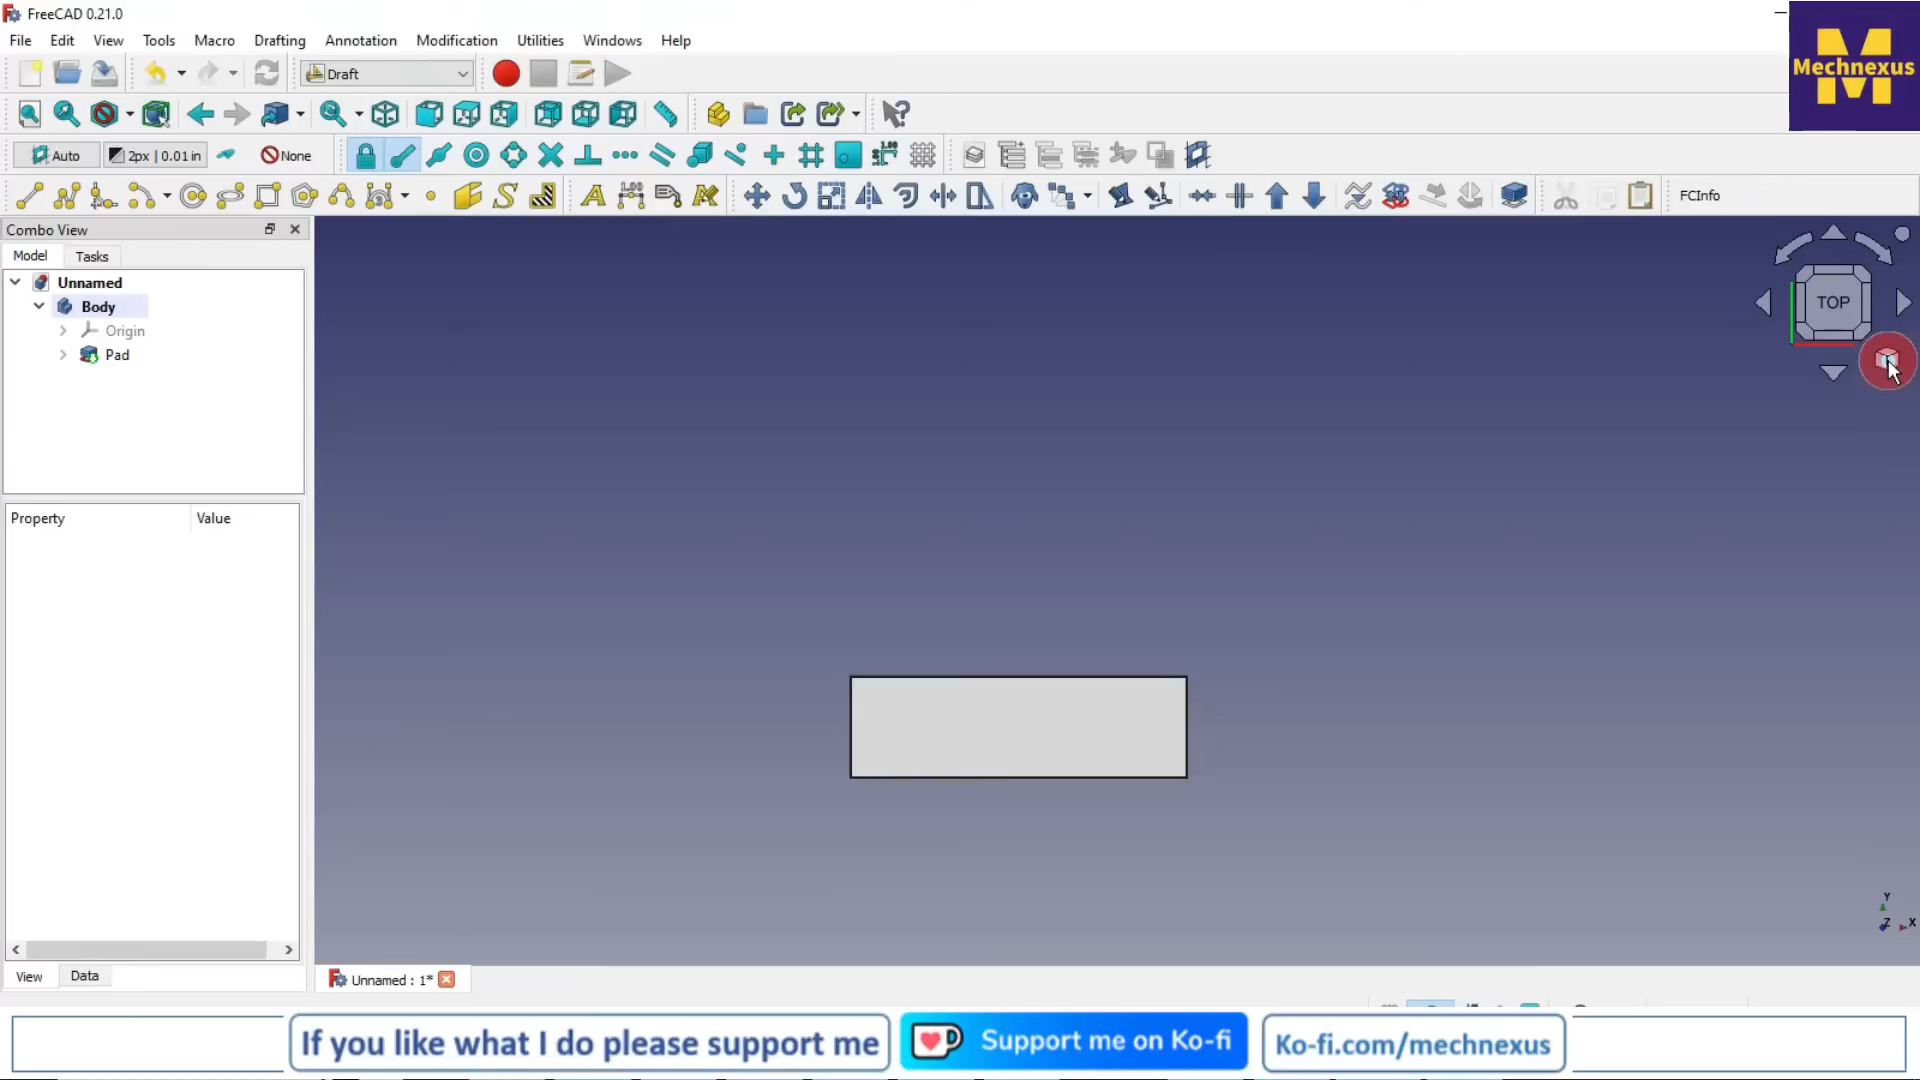 FreeCAD 0.21.0
File Edit View Tools Macro Drafting Annotation Modification Utilities Windows Help
Mechnexus
Draft
Auto 2px | 0.01 in None
FCInfo
Combo View
Model Tasks
Unnamed
Body
Origin
Pad
TOP
Property Value
Y
Z X
View Data
Unnamed : 1*
If you like what I do please support me
Support me on Ko-fi
Ko-fi.com/mechnexus